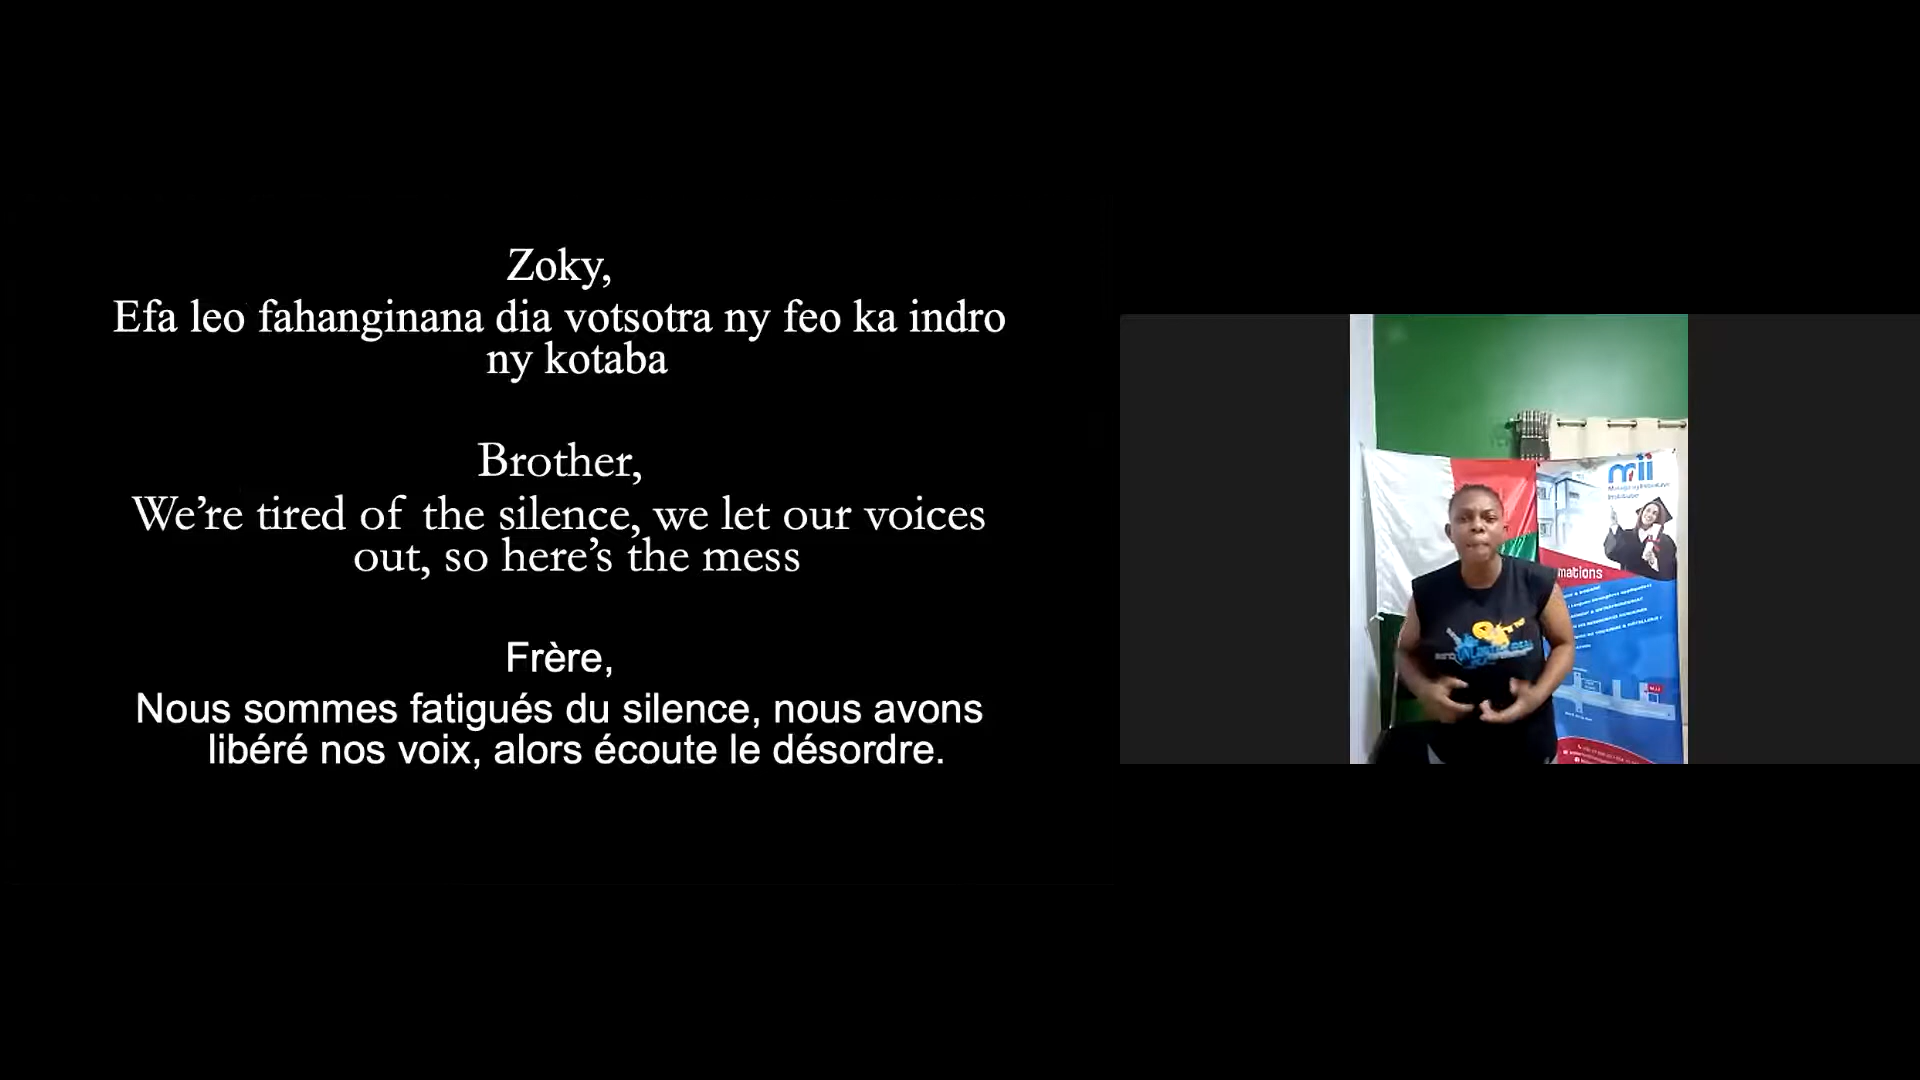 Zoky,
Efa leo fahanginana dia votsotra ny feo ka indro
ny kotaba
Brother,
We’re tired of the silence, we let our voices
out, so here’s the mess
Frère,
Nous sommes fatigués du silence, nous avons
libéré nos voix, alors écoute le désordre.
mii
mations